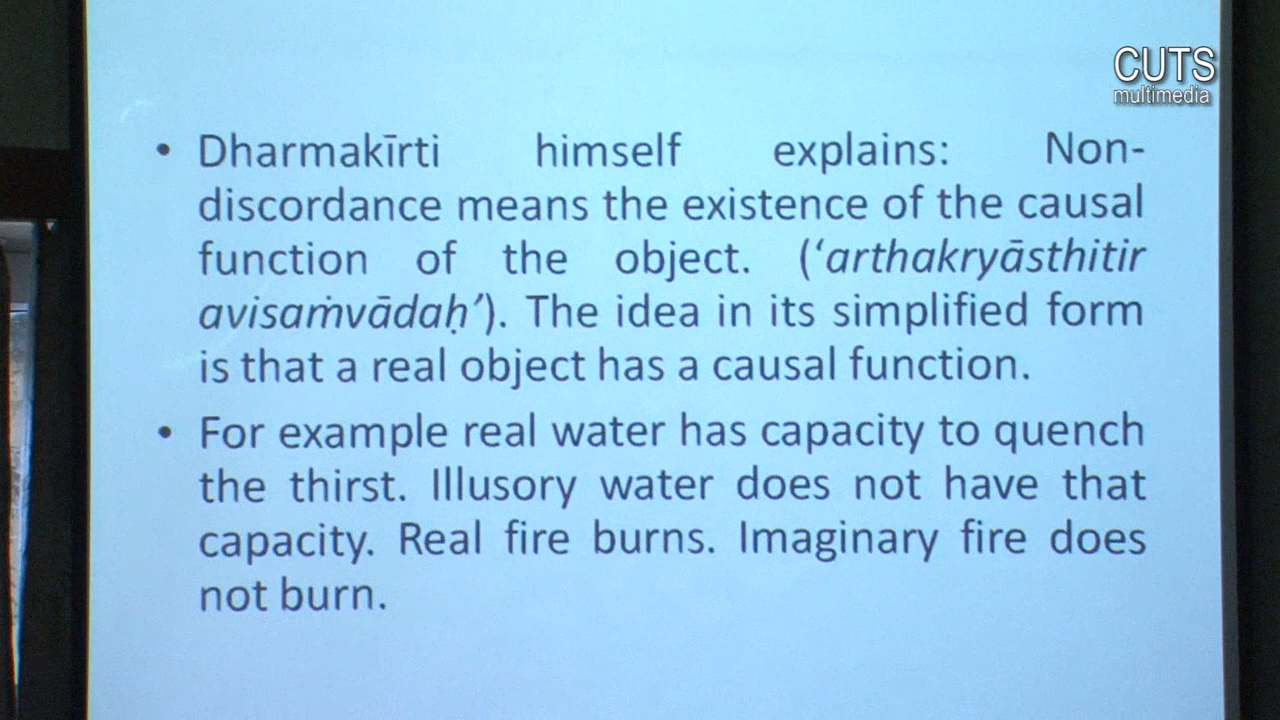 CUTS
multimedia
• Dharmakīrti himself explains: Non-
discordance means the existence of the causal
function of the object. (‘arthakryāsthitir
avisaṁvādaḥ’). The idea in its simplified form
is that a real object has a causal function.
• For example real water has capacity to quench
the thirst. Illusory water does not have that
capacity. Real fire burns. Imaginary fire does
not burn.